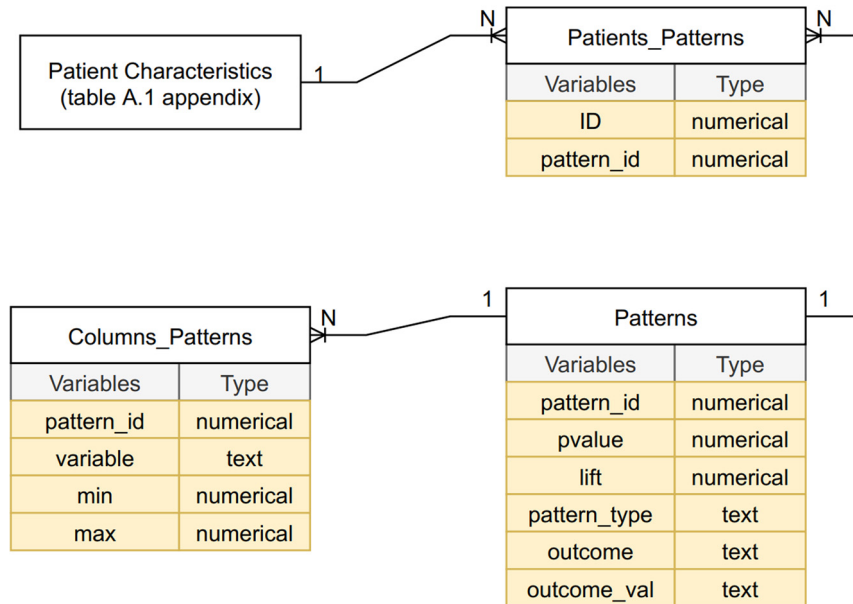 N
N
Patients_Patterns
Patient Characteristics
(table A.1 appendix)
1
Variables Type
ID numerical
pattern_id numerical
1
1
N
Patterns
Columns_Patterns
Variables Type
pattern_id numerical
variable text
min numerical
max numerical
Variables Type
pattern_id numerical
pvalue numerical
lift numerical
pattern_type text
outcome text
outcome_val text